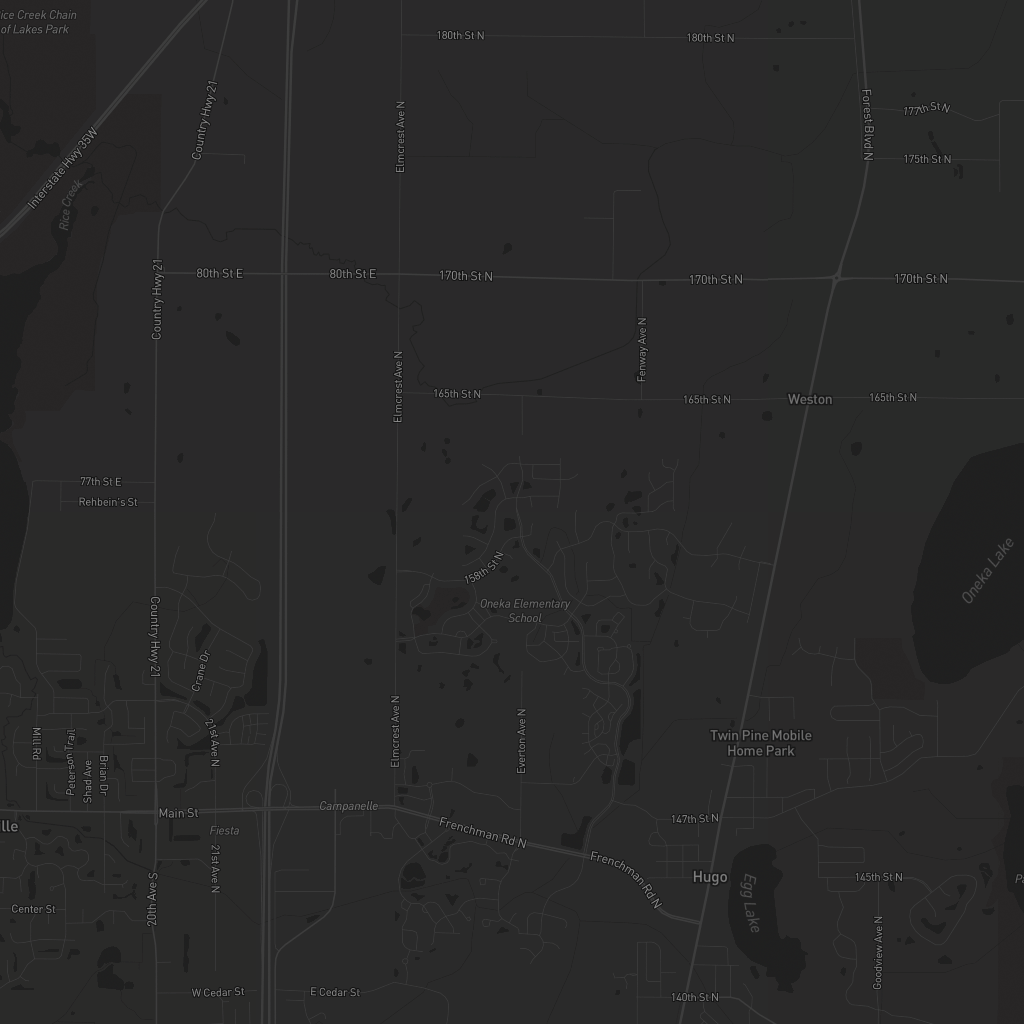 ice Creek Chain
of Lakes Park
180th St N
180th St N
Country Hwy 21
Interstate Hwy 35W
Elmcrest Ave N
Forest Blvd N
177th St N
175th St N
Rice Creek
Country Hwy 21
80th St E
80th St E
170th St N
170th St N
170th St N
Fenway Ave N
Elmcrest Ave N
165th St N
165th St N
Weston
165th St N
77th St E
Rehbein's St
158th St N
Oneka Lake
Oneka Elementary
School
Country Hwy 21
Crane Dr
Elmcrest Ave N
Everton Ave N
Twin Pine Mobile
Home Park
21st Ave N
Mill Rd
Peterson Trail
Shad Ave
Brian Dr
Main St
Campanelle
lle
Fiesta
Frenchman Rd N
147th St N
21st Ave N
Frenchman Rd N
Hugo
Egg Lake
145th St N
Pa
20th Ave S
Center St
Goodview Ave N
W Cedar St
E Cedar St
140th St N